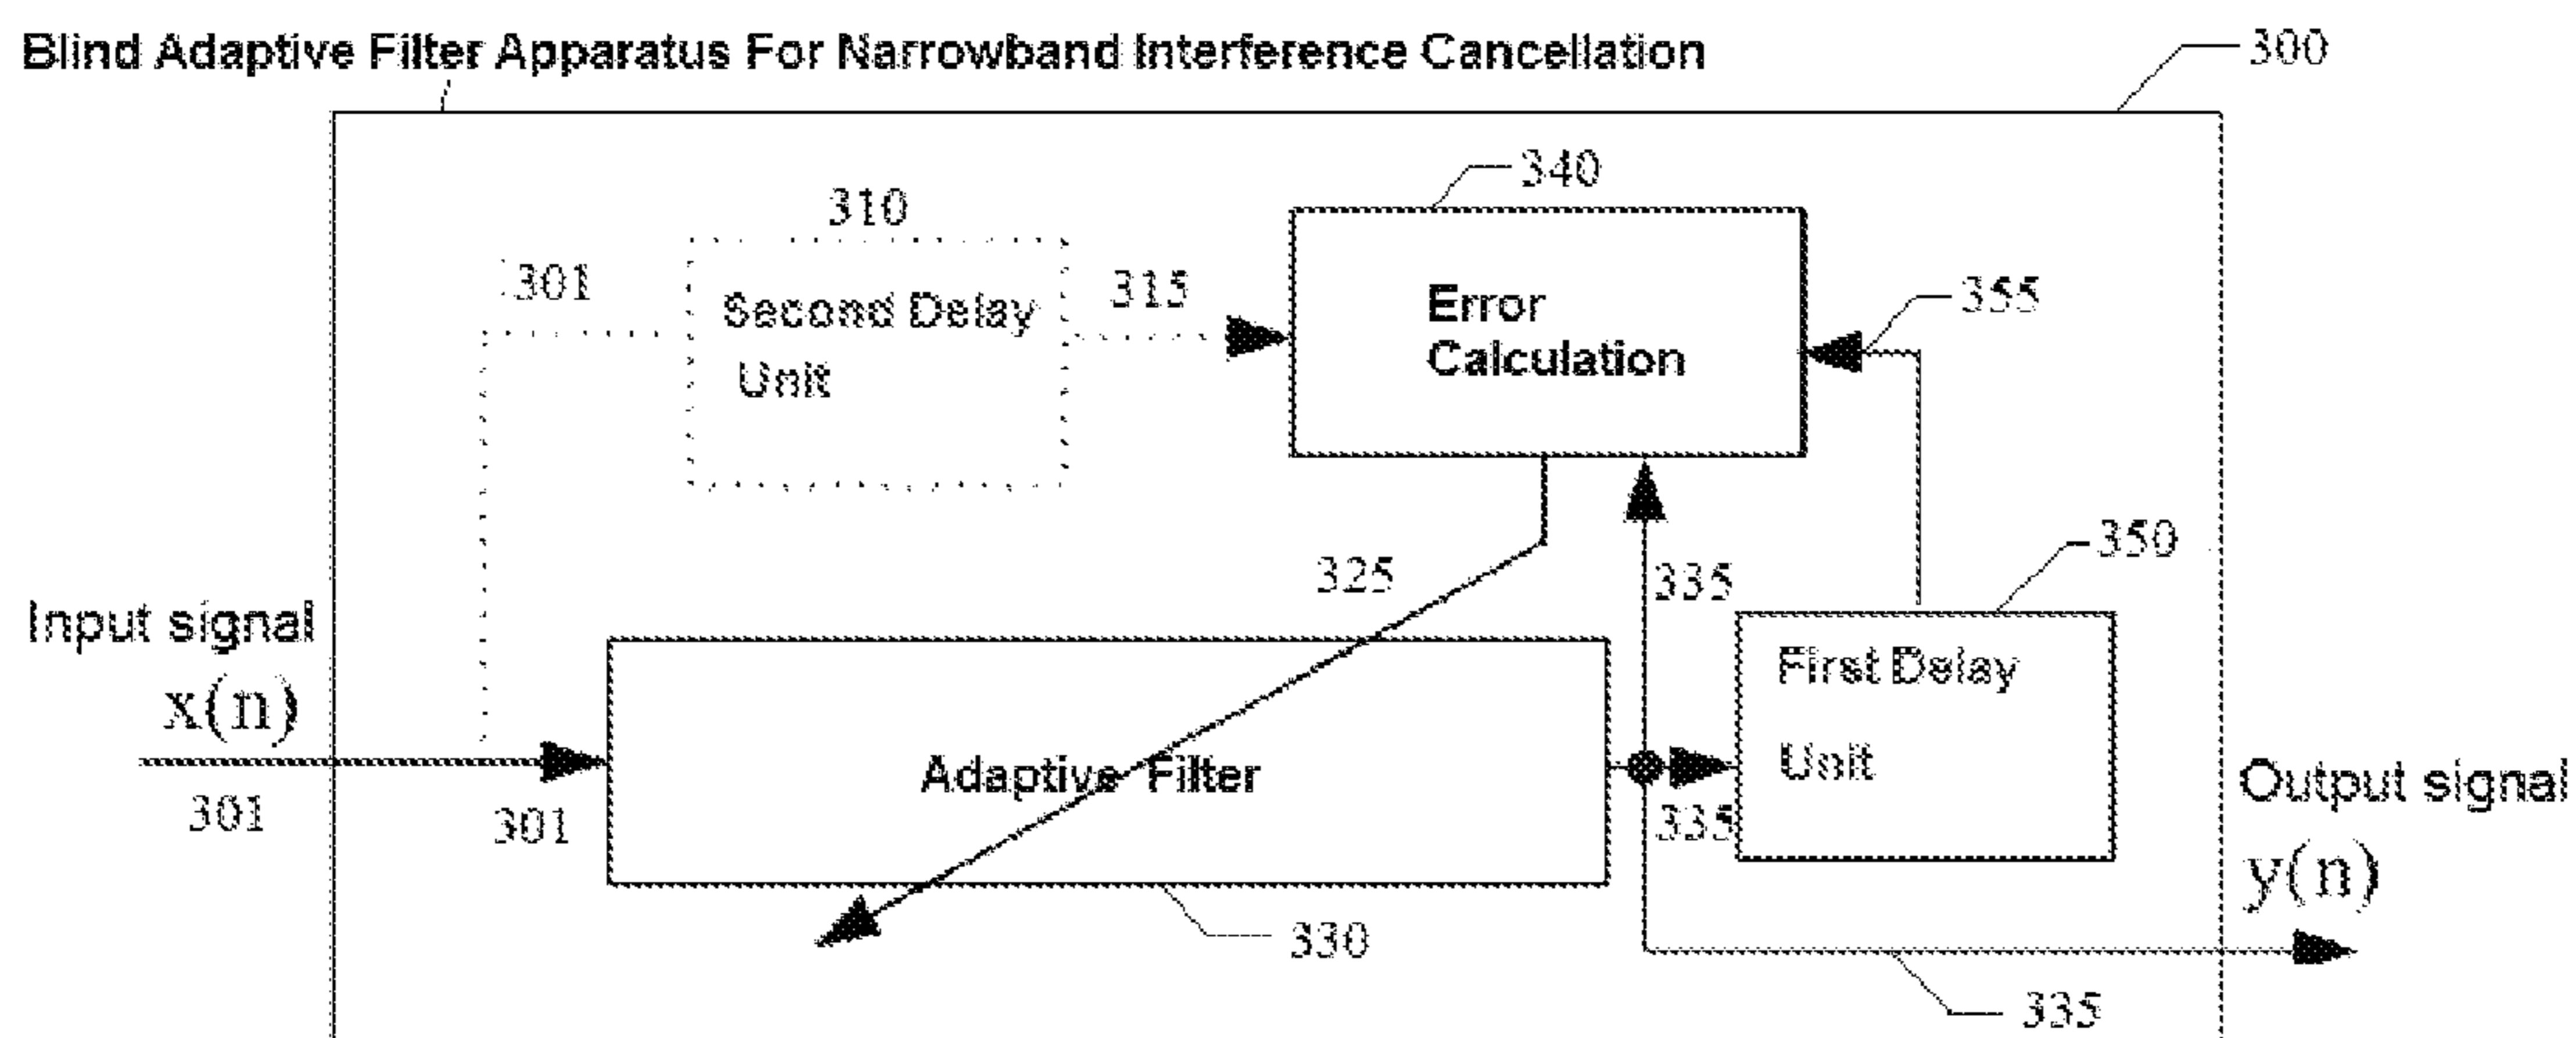 Blind Adaptive Filter Apparatus For Narrowband Interference Cancellation
300
340
310
301
Second Delay
Unit
315
Error
Calculation
355
325
335
350
Input signal
x(n)
First Delay
Unit
Adaptive Filter
301
301
335
Output signal
y(n)
330
335